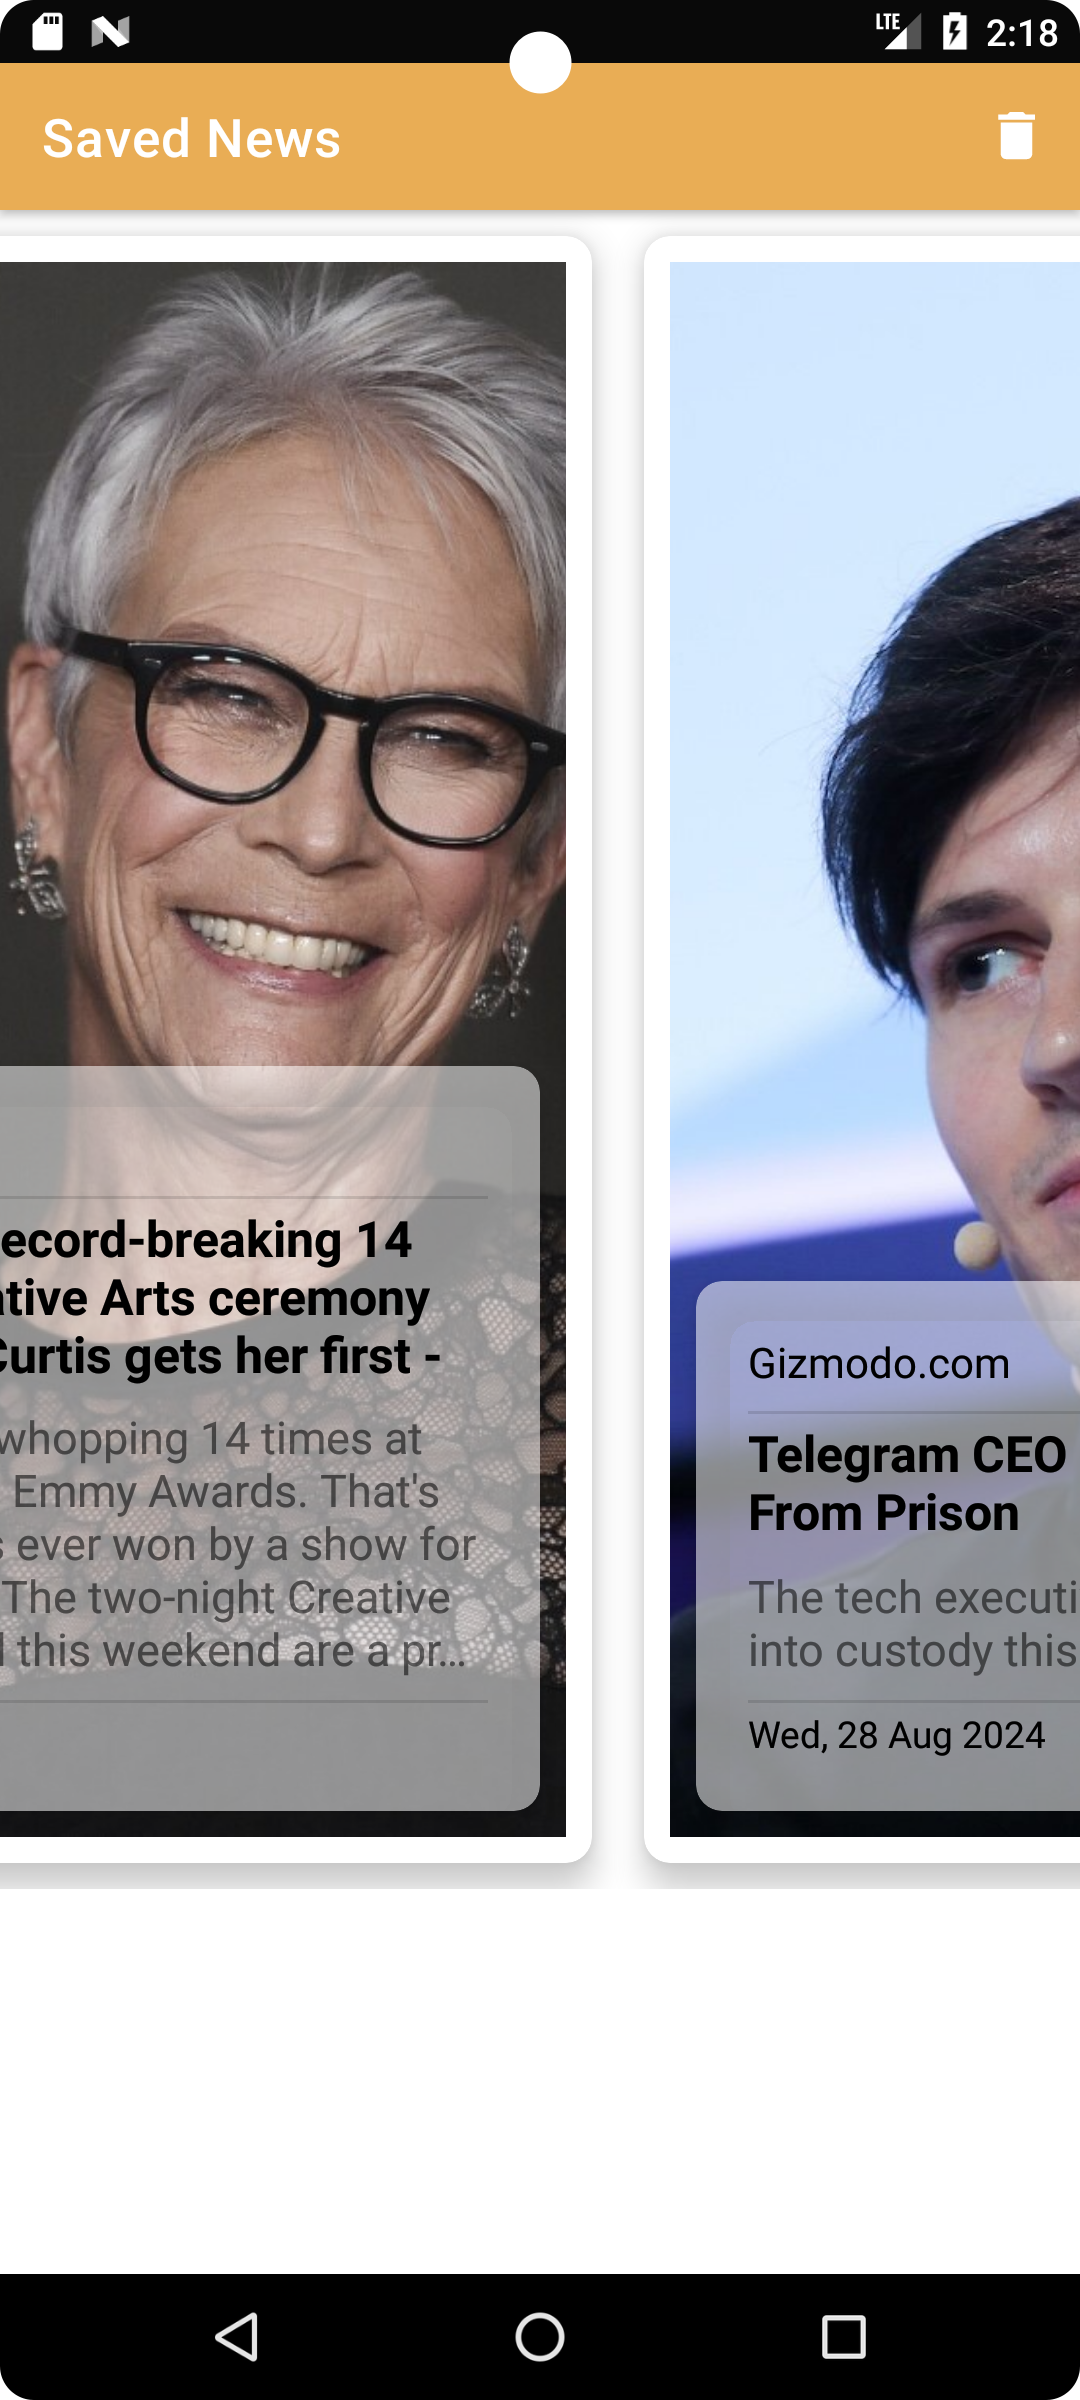 LTE 2:18
Saved News
ecord-breaking 14
ative Arts ceremony
Curtis gets her first -
whopping 14 times at
Emmy Awards. That's
s ever won by a show for
The two-night Creative
this weekend are a pr...
Gizmodo.com
Telegram CEO
From Prison
The tech executi
into custody this
Wed, 28 Aug 2024